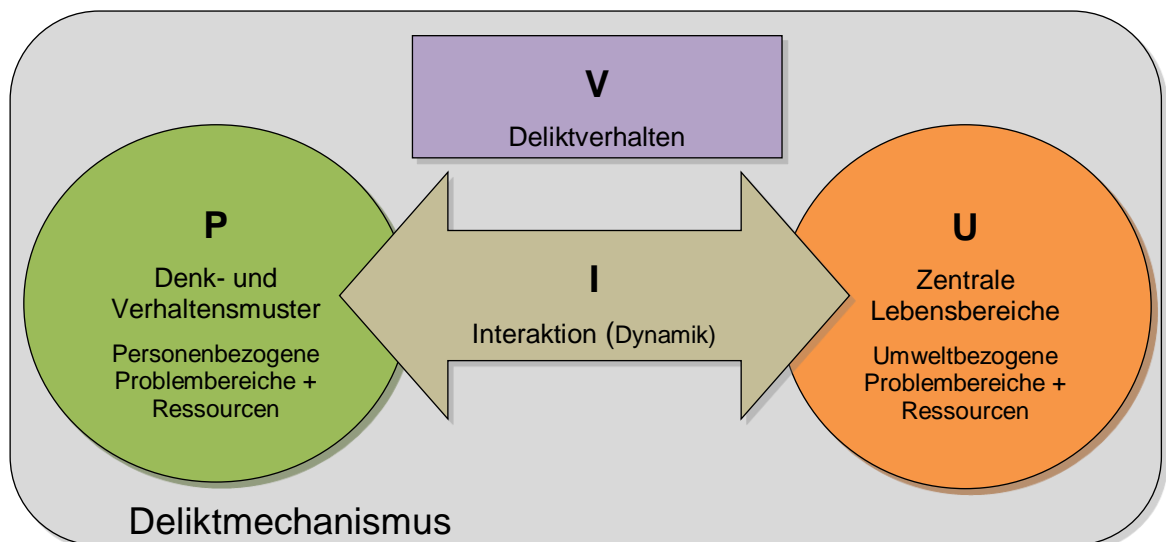 V
Deliktverhalten
P
Denk- und
Verhaltensmuster
Personenbezogene
Problembereiche +
Ressourcen
I
Interaktion (Dynamik)
U
Zentrale
Lebensbereiche
Umweltbezogene
Problembereiche +
Ressourcen
Deliktmechanismus